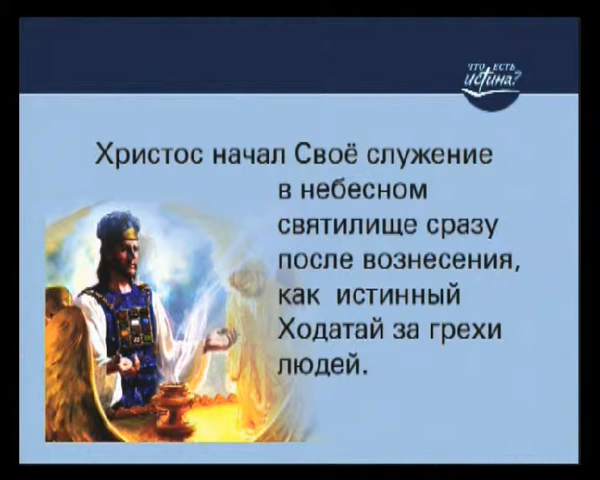 ЧТО ЕСТЬ
истина?
Христос начал Своё служение
в небесном
святилище сразу
после вознесения,
как истинный
Ходатай за грехи
людей.